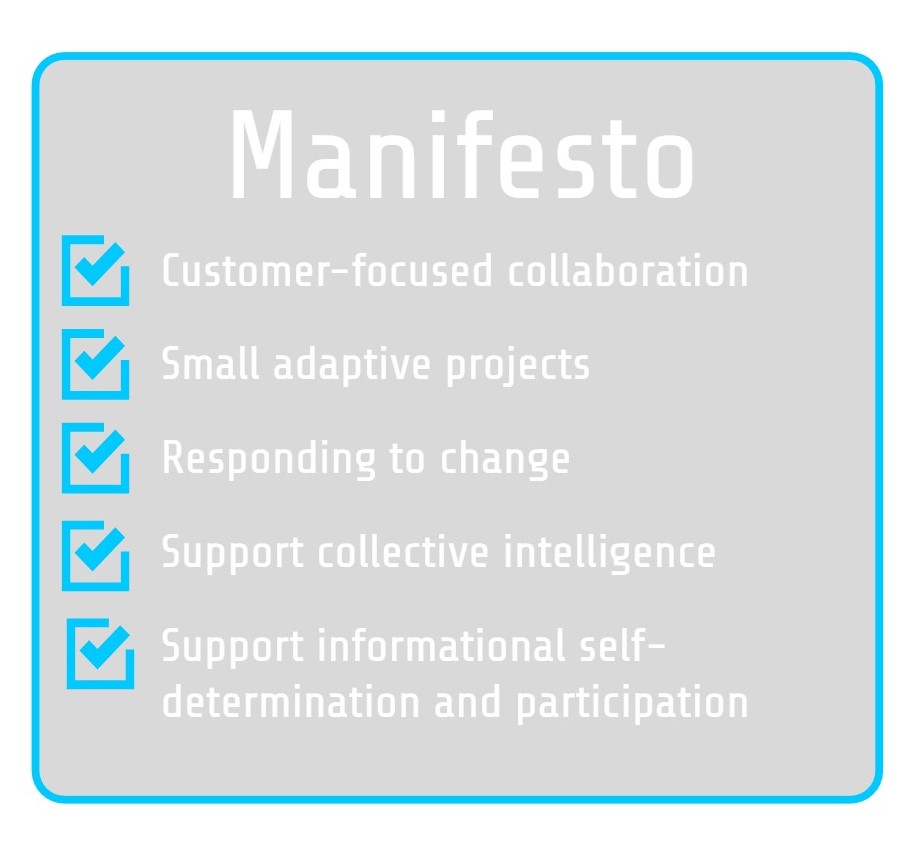 Manifesto
Customer-focused collaboration
Small adaptive projects
Responding to change
Support collective intelligence
Support informational self-
determination and participation